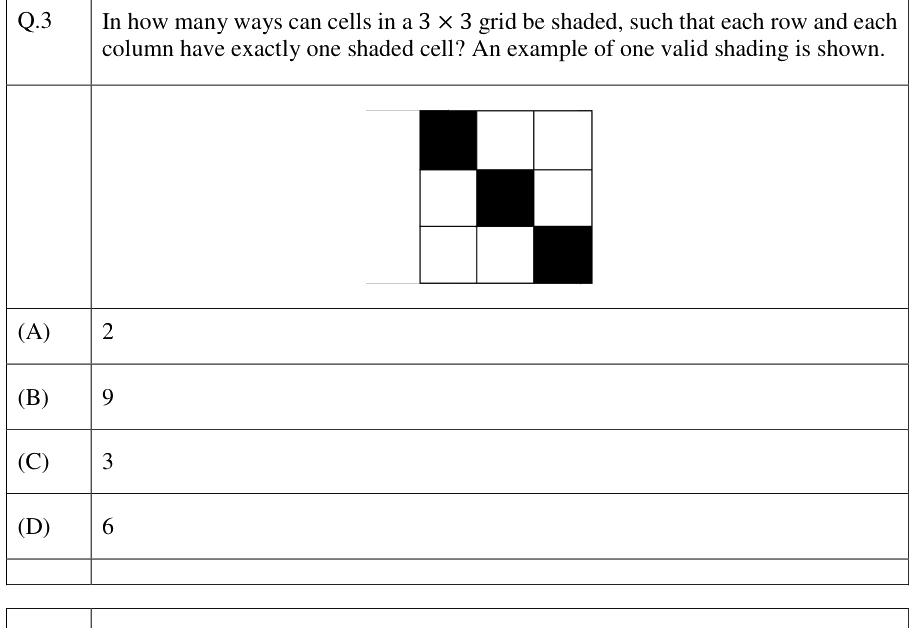 Q.3
In how many ways can cells in a 3 × 3 grid be shaded, such that each row and each
column have exactly one shaded cell? An example of one valid shading is shown.
(A) 2
(B) 9
(C) 3
(D) 6